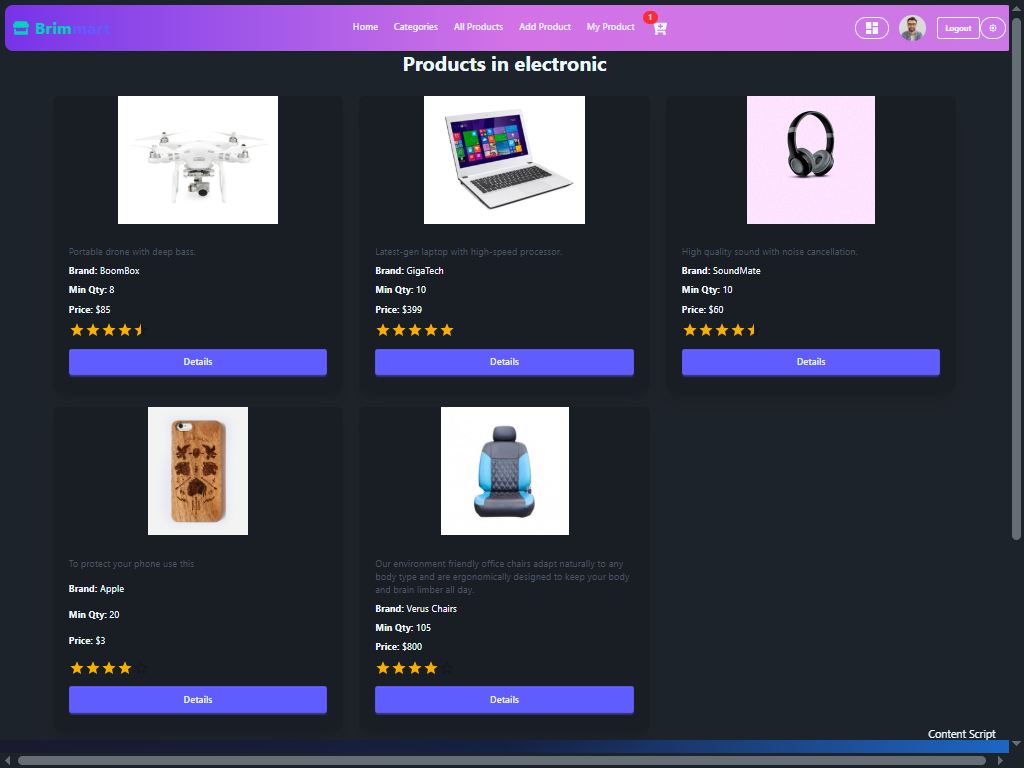 Brimmart
Home
Categories
All Products
Add Product
My Product
1
Logout
Products in electronic
Portable drone with deep bass.
Brand: BoomBox
Min Qty: 8
Price: $85
Details
Latest-gen laptop with high-speed processor.
Brand: GigaTech
Min Qty: 10
Price: $399
Details
High quality sound with noise cancellation.
Brand: SoundMate
Min Qty: 10
Price: $60
Details
To protect your phone use this
Brand: Apple
Min Qty: 20
Price: $3
Details
Our environment friendly office chairs adapt naturally to any
body type and are ergonomically designed to keep your body
and brain limber all day.
Brand: Verus Chairs
Min Qty: 105
Price: $800
Details
Content Script